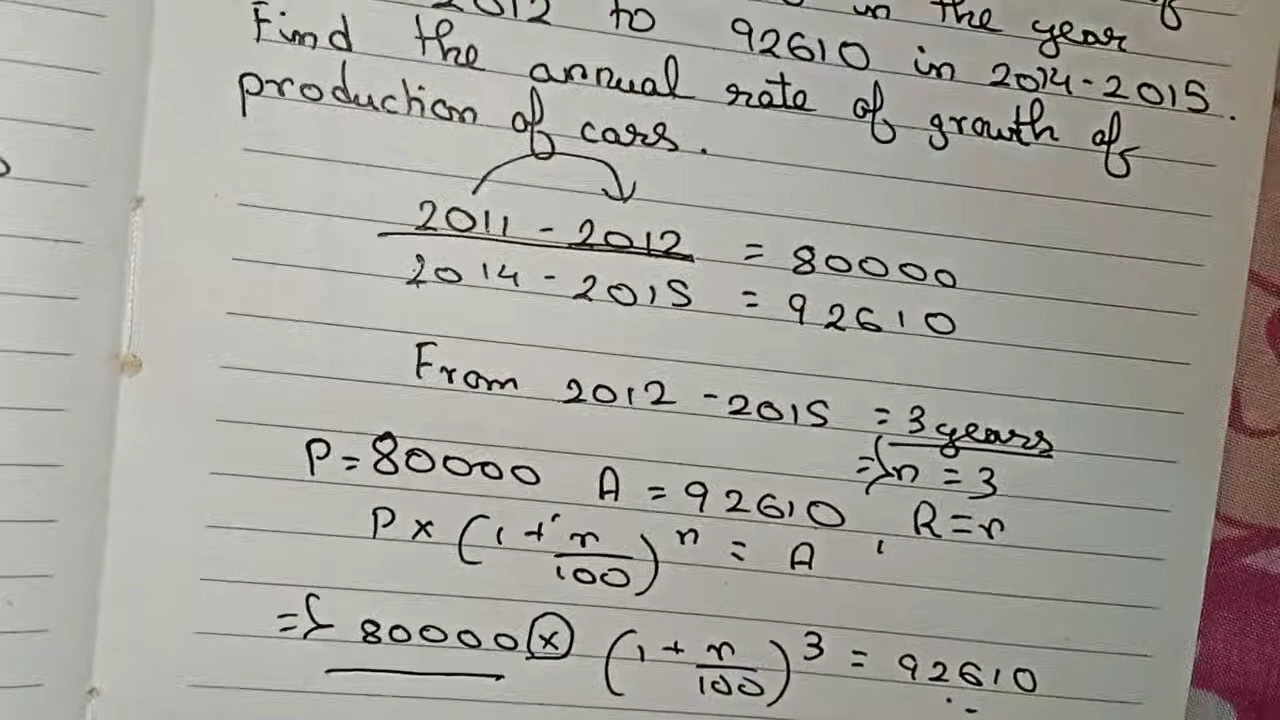 2012 to 92610 in the year
in 2014-2015.
Find the annual rate of growth of
production of cars.
2011 - 2012 = 80000
2014 - 2015 = 92610
From 2012 - 2015 = 3 years
=> n = 3
P = 80000 A = 92610, R = r
P × (1 + r/100)^n = A
=> 80000 × (1 + r/100)^3 = 92610